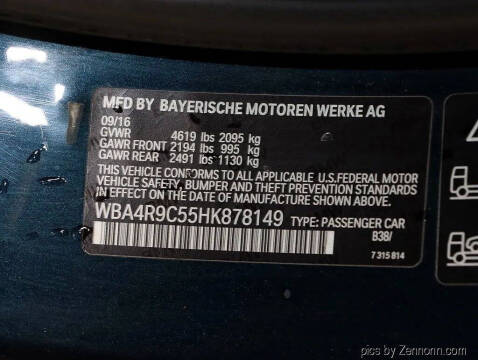 MFD BY BAYERISCHE MOTOREN WERKE AG
09/16
GVWR 4619 lbs 2095 kg
GAWR FRONT 2194 lbs 995 kg
GAWR REAR 2491 lbs 1130 kg
THIS VEHICLE CONFORMS TO ALL APPLICABLE U.S.FEDERAL MOTOR
VEHICLE SAFETY, BUMPER AND THEFT PREVENTION STANDARDS
IN EFFECT ON THE DATE OF MANUFACTURE SHOWN ABOVE.
WBA4R9C55HK878149 TYPE: PASSENGER CAR
B38/
7 315 814
pics by Zennonn.com